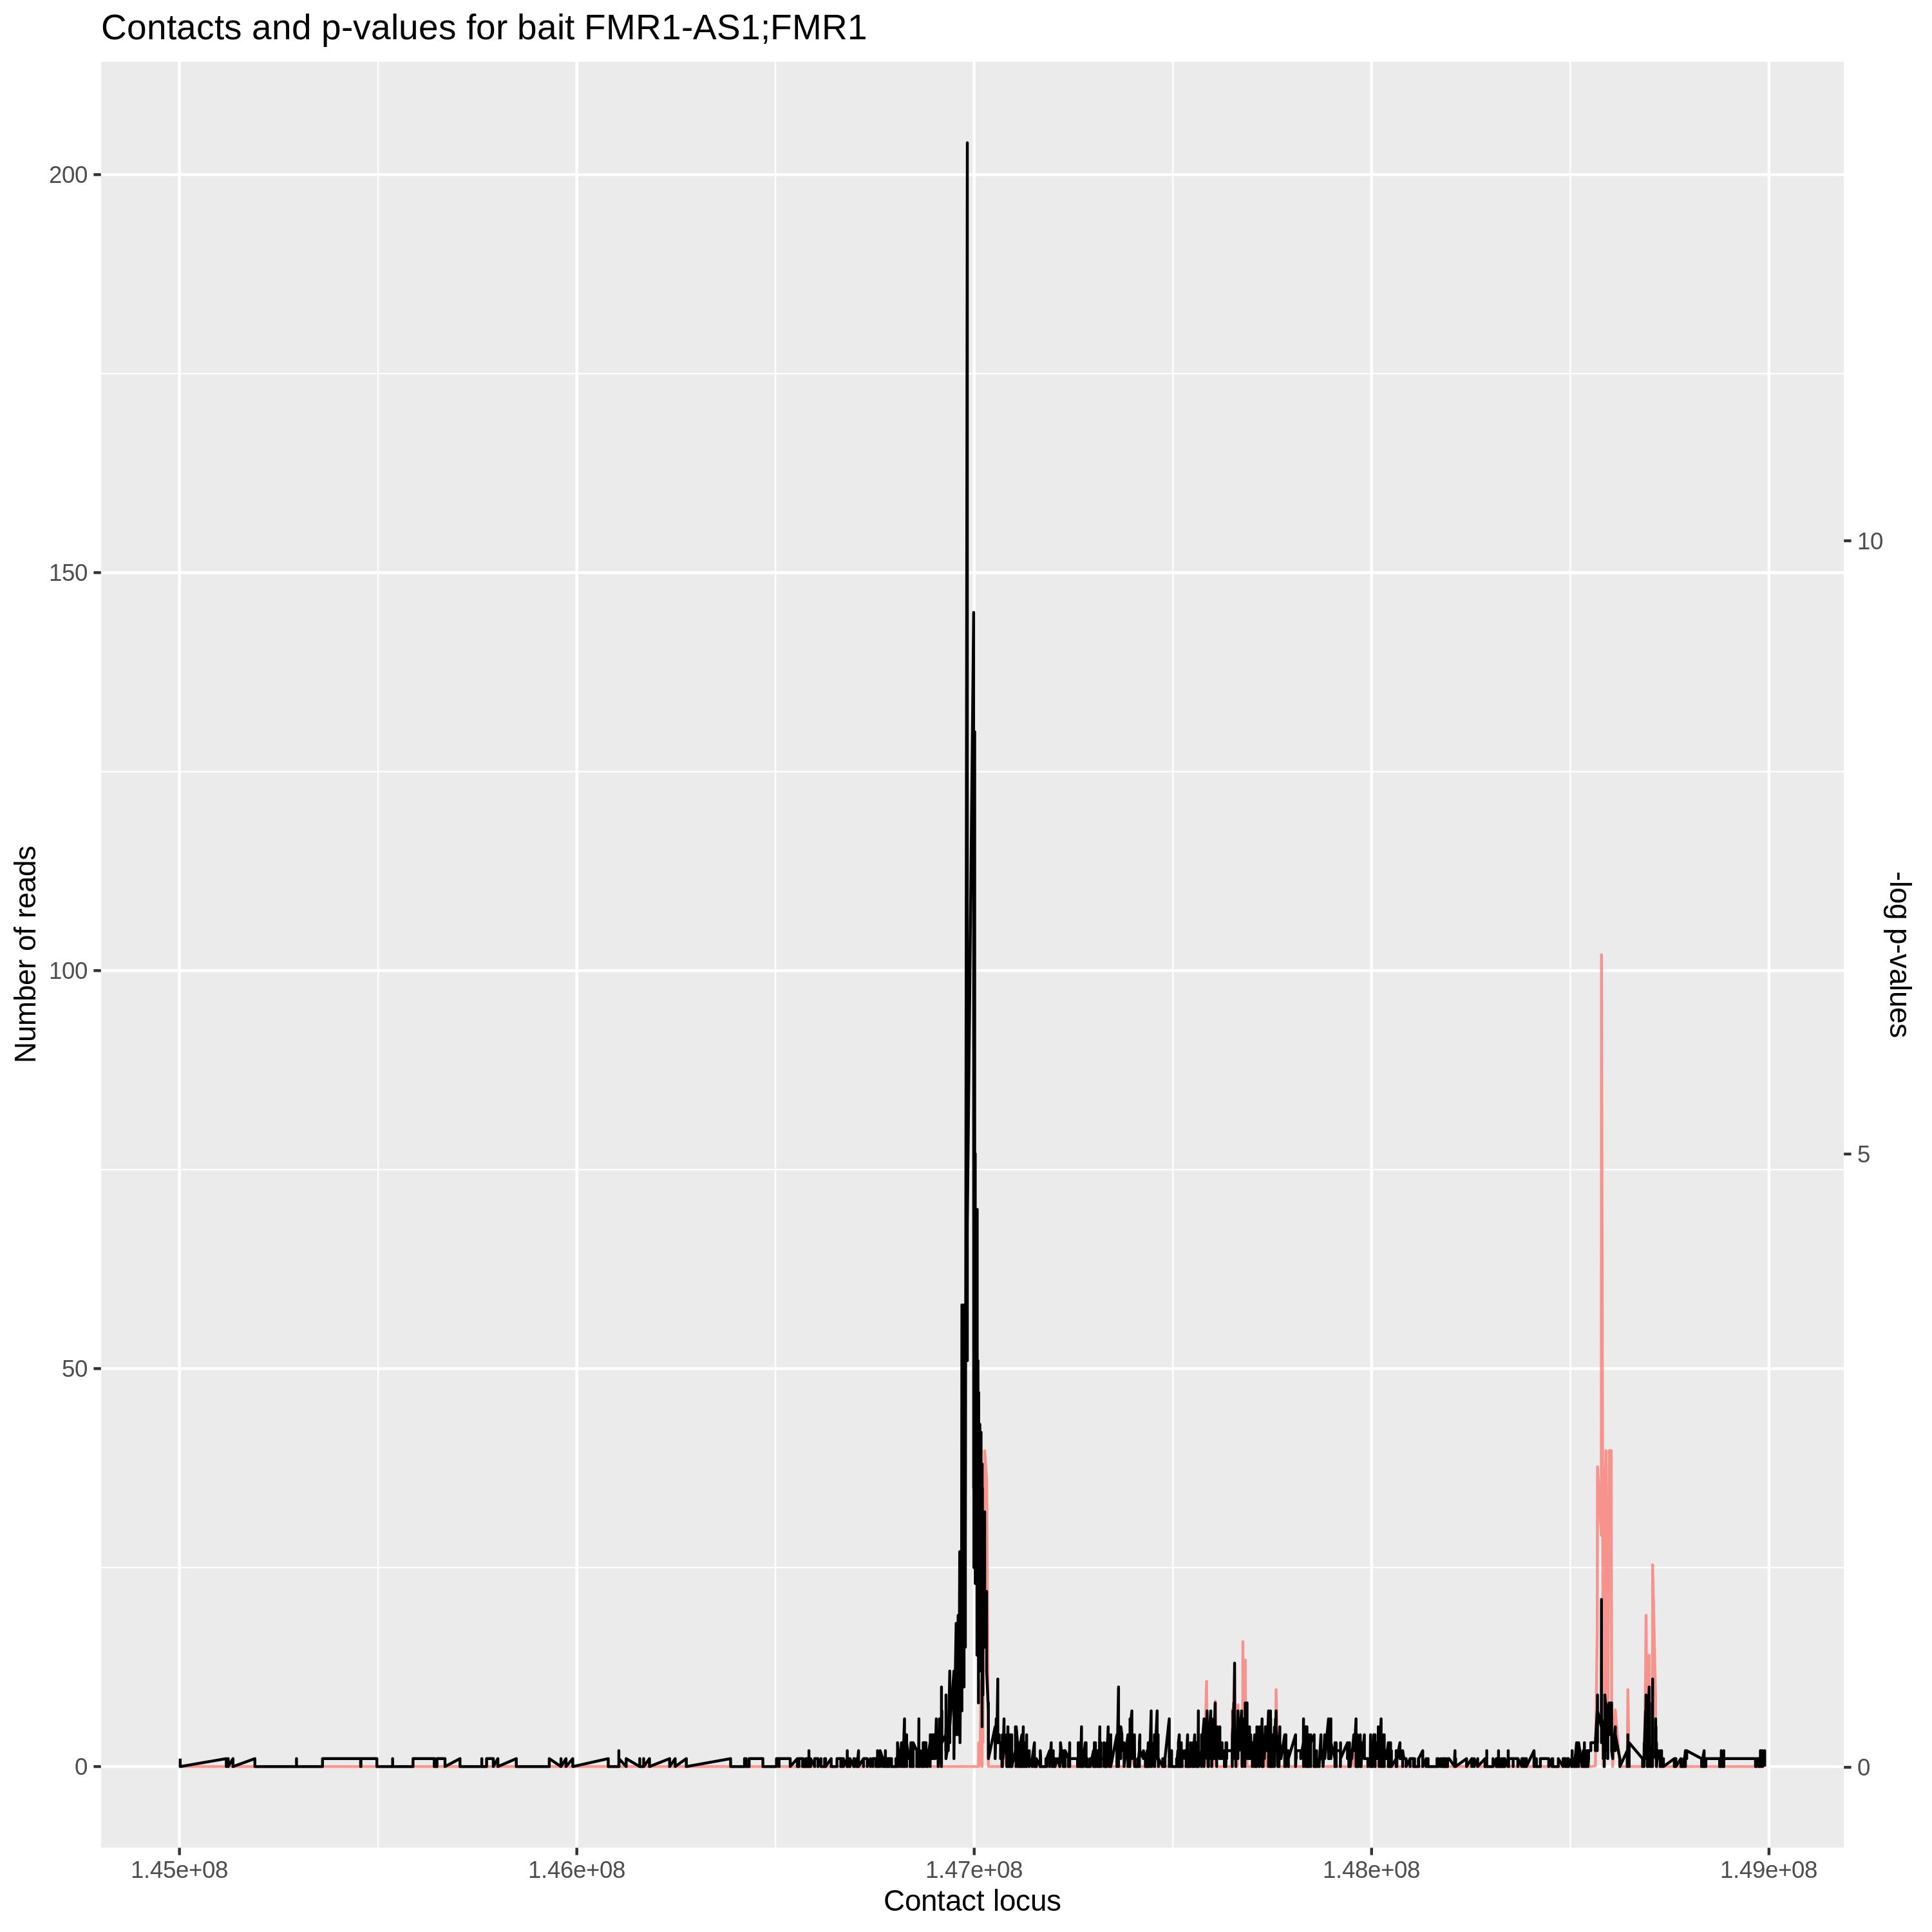 Contacts and p-values for bait FMR1-AS1;FMR1
200
150
100
50
0
Number of reads
10
5
0
-log p-values
1.45e+08
1.46e+08
1.47e+08
1.48e+08
1.49e+08
Contact locus